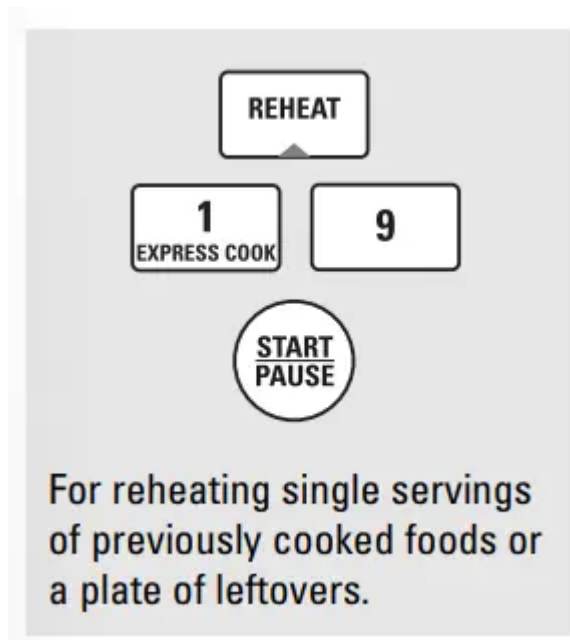 REHEAT
1 9
EXPRESS COOK
START
PAUSE
For reheating single servings
of previously cooked foods or
a plate of leftovers.